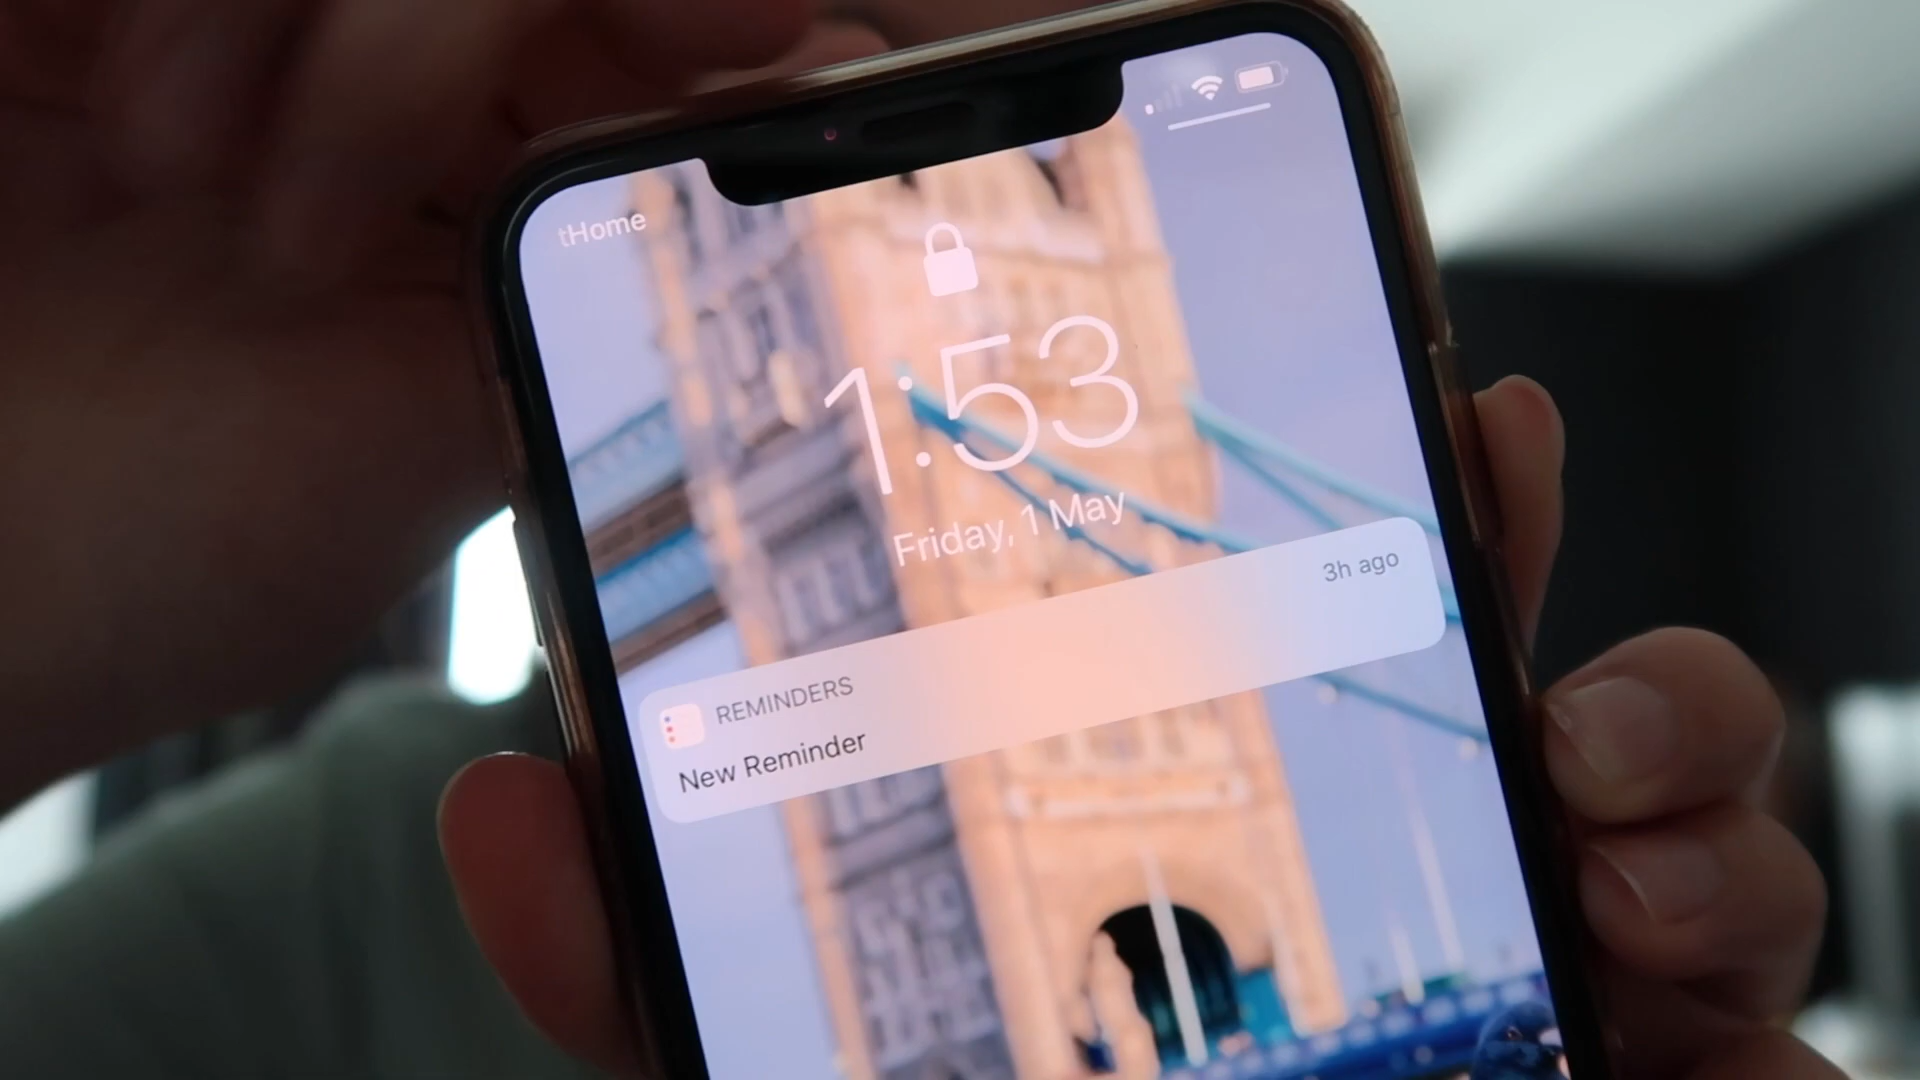 tHome
1:53
Friday, 1 May
REMINDERS
3h ago
New Reminder